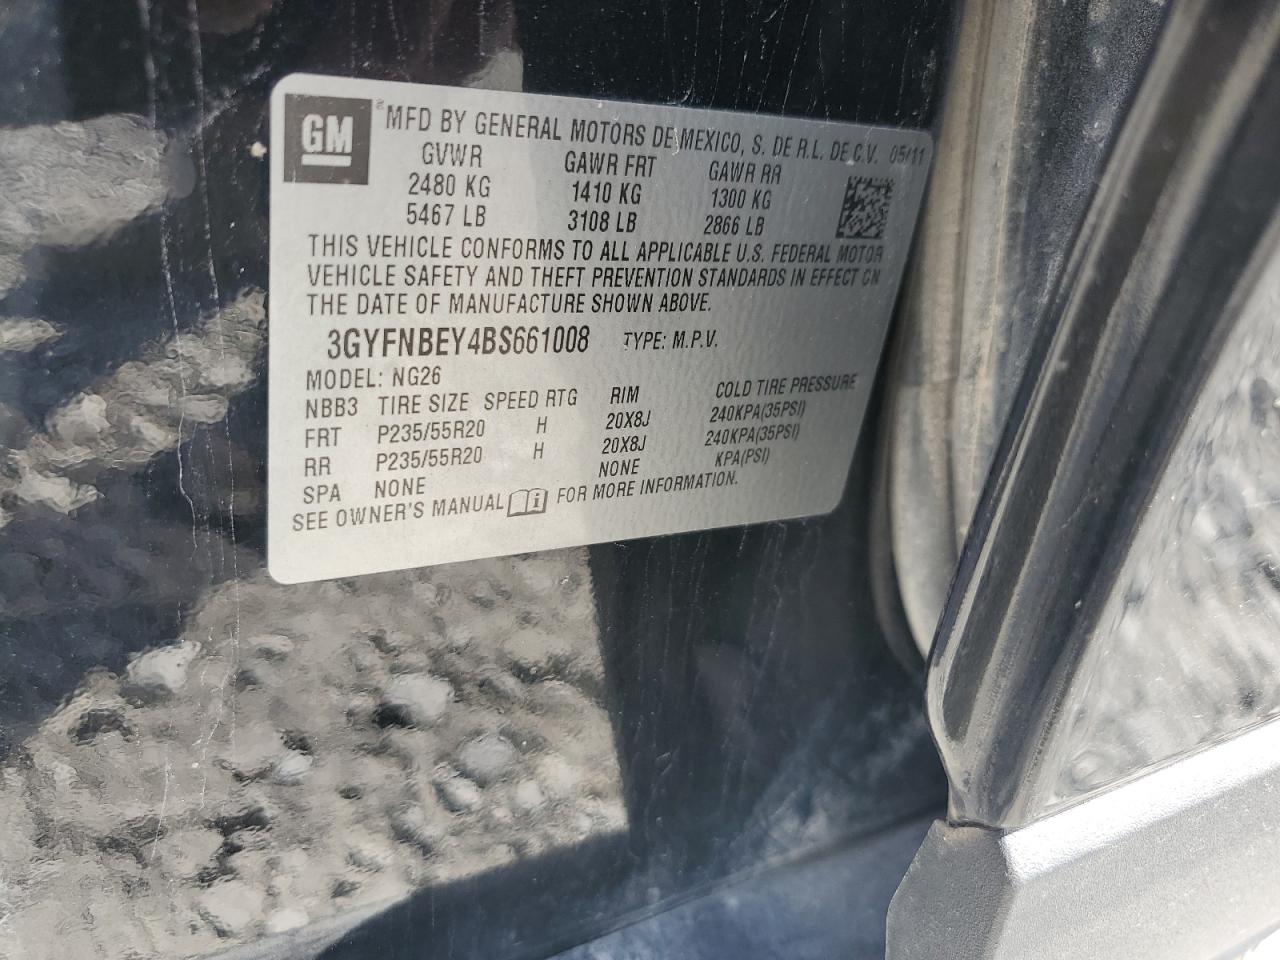 GM ® MFD BY GENERAL MOTORS DE MEXICO, S. DE R.L. DE C.V. 05/11
GVWR GAWR FRT GAWR RR
2480 KG 1410 KG 1300 KG
5467 LB 3108 LB 2866 LB
THIS VEHICLE CONFORMS TO ALL APPLICABLE U.S. FEDERAL MOTOR
VEHICLE SAFETY AND THEFT PREVENTION STANDARDS IN EFFECT ON
THE DATE OF MANUFACTURE SHOWN ABOVE.
3GYFNBEY4BS661008 TYPE: M.P.V.
MODEL: NG26
NBB3 TIRE SIZE SPEED RTG RIM COLD TIRE PRESSURE
FRT P235/55R20 H 20X8J 240KPA(35PSI)
RR P235/55R20 H 20X8J 240KPA(35PSI)
SPA NONE NONE KPA(PSI)
SEE OWNER'S MANUAL FOR MORE INFORMATION.